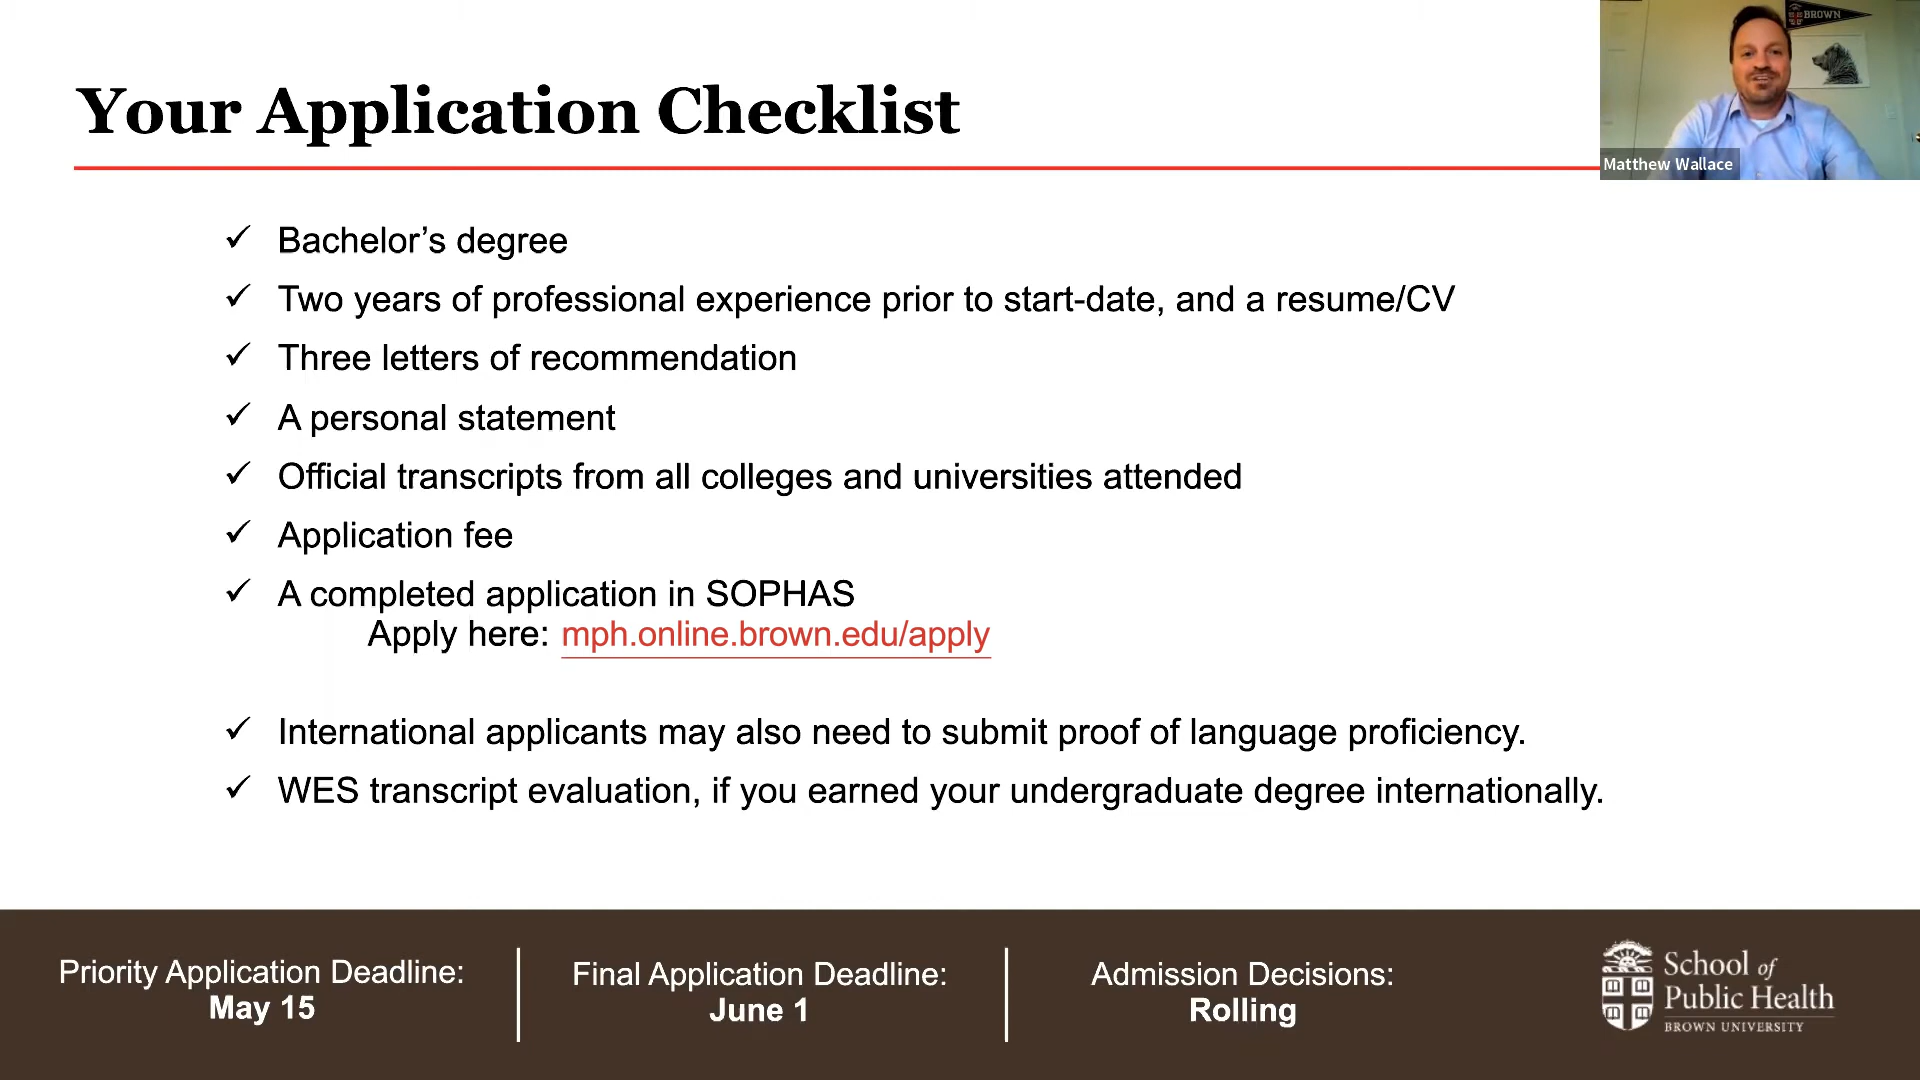 BROWN
Your Application Checklist
Matthew Wallace
✓ Bachelor’s degree
✓ Two years of professional experience prior to start-date, and a resume/CV
✓ Three letters of recommendation
✓ A personal statement
✓ Official transcripts from all colleges and universities attended
✓ Application fee
✓ A completed application in SOPHAS
Apply here: mph.online.brown.edu/apply
✓ International applicants may also need to submit proof of language proficiency.
✓ WES transcript evaluation, if you earned your undergraduate degree internationally.
Priority Application Deadline:
May 15
Final Application Deadline:
June 1
Admission Decisions:
Rolling
School of
Public Health
BROWN UNIVERSITY